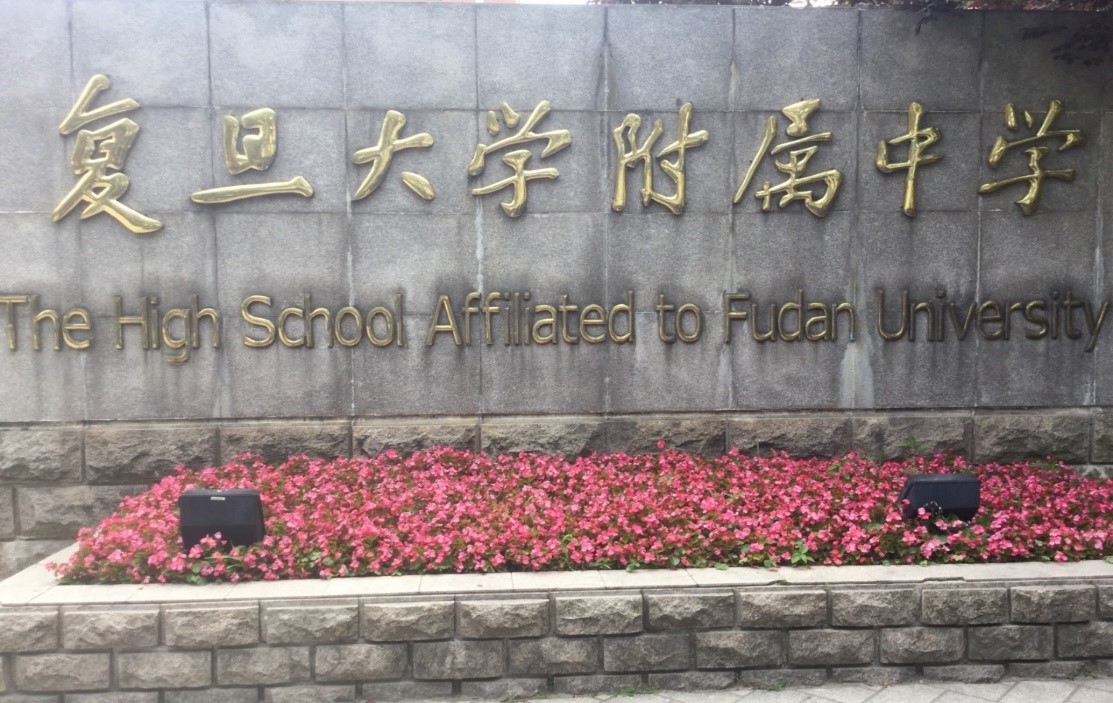 复旦大学附属中学
The High School Affiliated to Fudan University